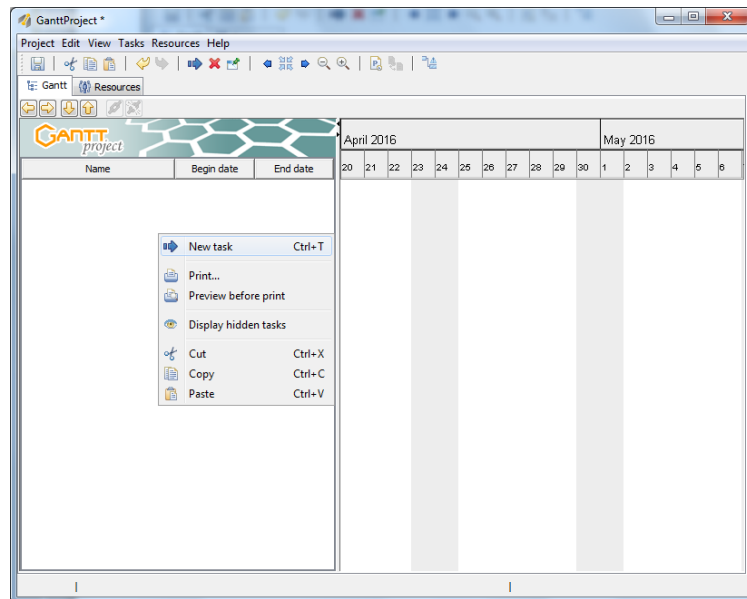 GanttProject *
Project Edit View Tasks Resources Help
Gantt Resources
GANTT project
April 2016 May 2016
Name Begin date End date
20 21 22 23 24 25 26 27 28 29 30 1 2 3 4 5 6
New task Ctrl+T
Print...
Preview before print
Display hidden tasks
Cut Ctrl+X
Copy Ctrl+C
Paste Ctrl+V